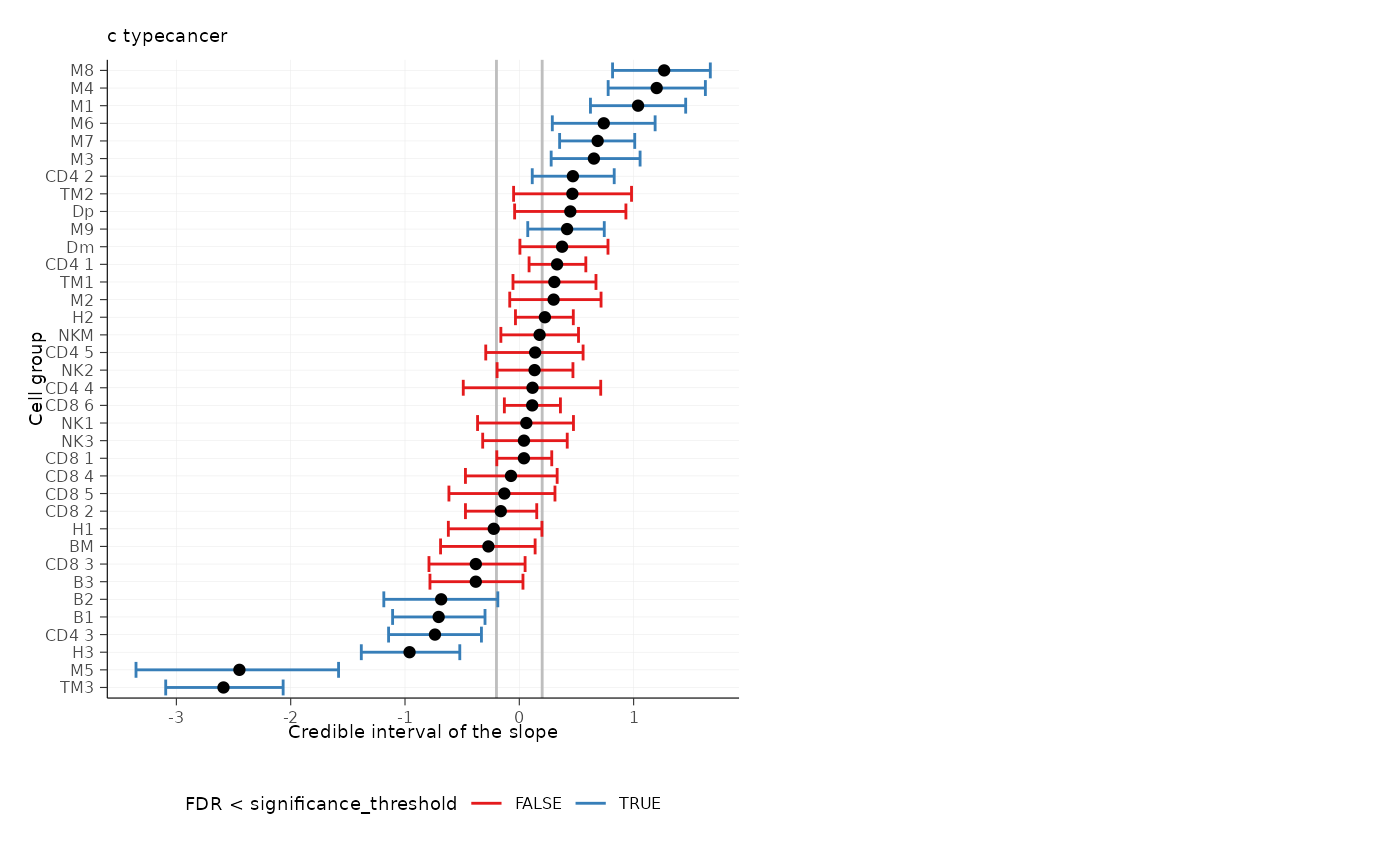 c typecancer
M8
M4
M1
M6
M7
M3
CD4 2
TM2
Dp
M9
Dm
CD4 1
TM1
M2
H2
NKM
CD4 5
NK2
CD4 4
CD8 6
NK1
NK3
CD8 1
CD8 4
CD8 5
CD8 2
H1
BM
CD8 3
B3
B2
B1
CD4 3
H3
M5
TM3
Cell group
-3 -2 -1 0 1
Credible interval of the slope
FDR < significance_threshold FALSE TRUE